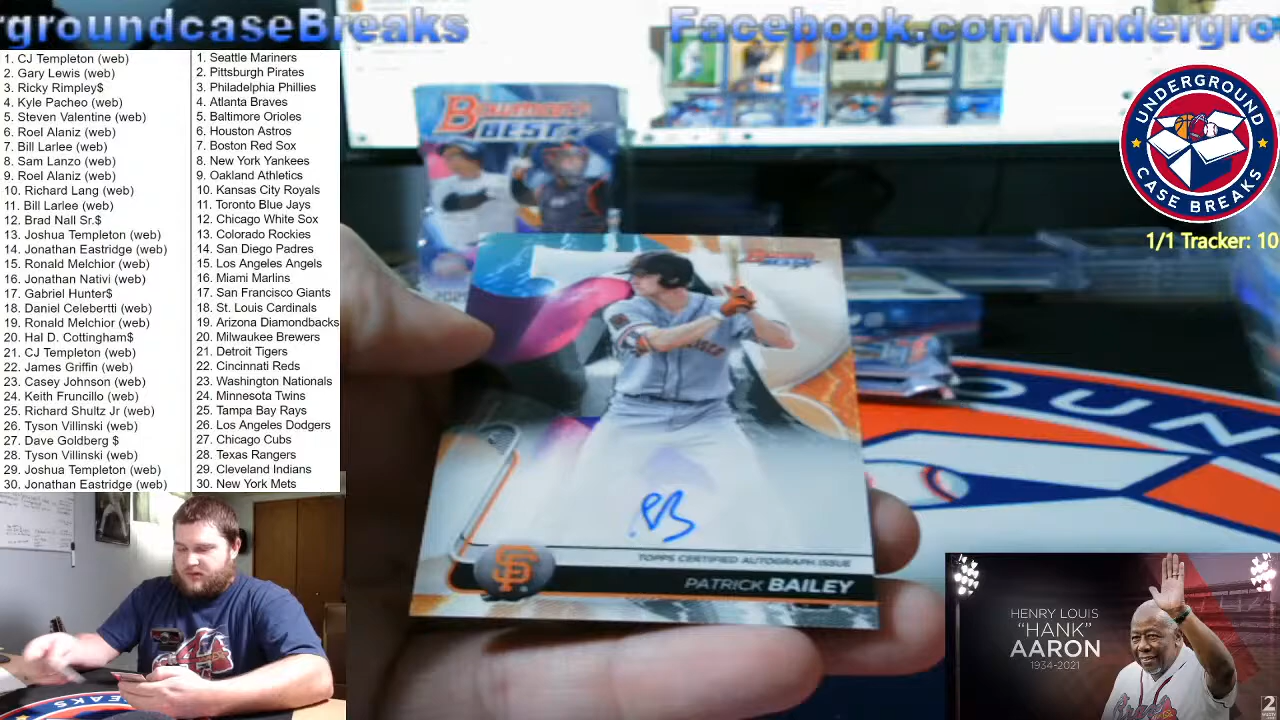 rgroundcaseBreaks
Facebook.com/Undergro
1. CJ Templeton (web)
2. Gary Lewis (web)
3. Ricky Rimpley$
4. Kyle Pacheo (web)
5. Steven Valentine (web)
6. Roel Alaniz (web)
7. Bill Larlee (web)
8. Sam Lanzo (web)
9. Roel Alaniz (web)
10. Richard Lang (web)
11. Bill Larlee (web)
12. Brad Nall Sr.$
13. Joshua Templeton (web)
14. Jonathan Eastridge (web)
15. Ronald Melchior (web)
16. Jonathan Nativi (web)
17. Gabriel Hunter$
18. Daniel Celebertti (web)
19. Ronald Melchior (web)
20. Hal D. Cottingham$
21. CJ Templeton (web)
22. James Griffin (web)
23. Casey Johnson (web)
24. Keith Fruncillo (web)
25. Richard Shultz Jr (web)
26. Tyson Villinski (web)
27. Dave Goldberg $
28. Tyson Villinski (web)
29. Joshua Templeton (web)
30. Jonathan Eastridge (web)
1. Seattle Mariners
2. Pittsburgh Pirates
3. Philadelphia Phillies
4. Atlanta Braves
5. Baltimore Orioles
6. Houston Astros
7. Boston Red Sox
8. New York Yankees
9. Oakland Athletics
10. Kansas City Royals
11. Toronto Blue Jays
12. Chicago White Sox
13. Colorado Rockies
14. San Diego Padres
15. Los Angeles Angels
16. Miami Marlins
17. San Francisco Giants
18. St. Louis Cardinals
19. Arizona Diamondbacks
20. Milwaukee Brewers
21. Detroit Tigers
22. Cincinnati Reds
23. Washington Nationals
24. Minnesota Twins
25. Tampa Bay Rays
26. Los Angeles Dodgers
27. Chicago Cubs
28. Texas Rangers
29. Cleveland Indians
30. New York Mets
Bowman's
BEST
Bowman's
BEST
PB
SF
TOPPS CERTIFIED AUTOGRAPH ISSUE
PATRICK BAILEY
UNDERGROUND
CASE BREAKS
1/1 Tracker: 10
OUN
BREAKS
HENRY LOUIS
"HANK"
AARON
1934-2021
2